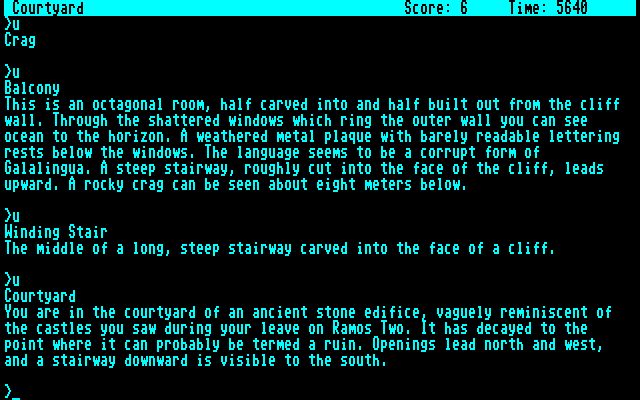 Courtyard Score: 6 Time: 5640
>u
Crag
>u
Balcony
This is an octagonal room, half carved into and half built out from the cliff
wall. Through the shattered windows which ring the outer wall you can see
ocean to the horizon. A weathered metal plaque with barely readable lettering
rests below the windows. The language seems to be a corrupt form of
Galalingua. A steep stairway, roughly cut into the face of the cliff, leads
upward. A rocky crag can be seen about eight meters below.
>u
Winding Stair
The middle of a long, steep stairway carved into the face of a cliff.
>u
Courtyard
You are in the courtyard of an ancient stone edifice, vaguely reminiscent of
the castles you saw during your leave on Ramos Two. It has decayed to the
point where it can probably be termed a ruin. Openings lead north and west,
and a stairway downward is visible to the south.
>_